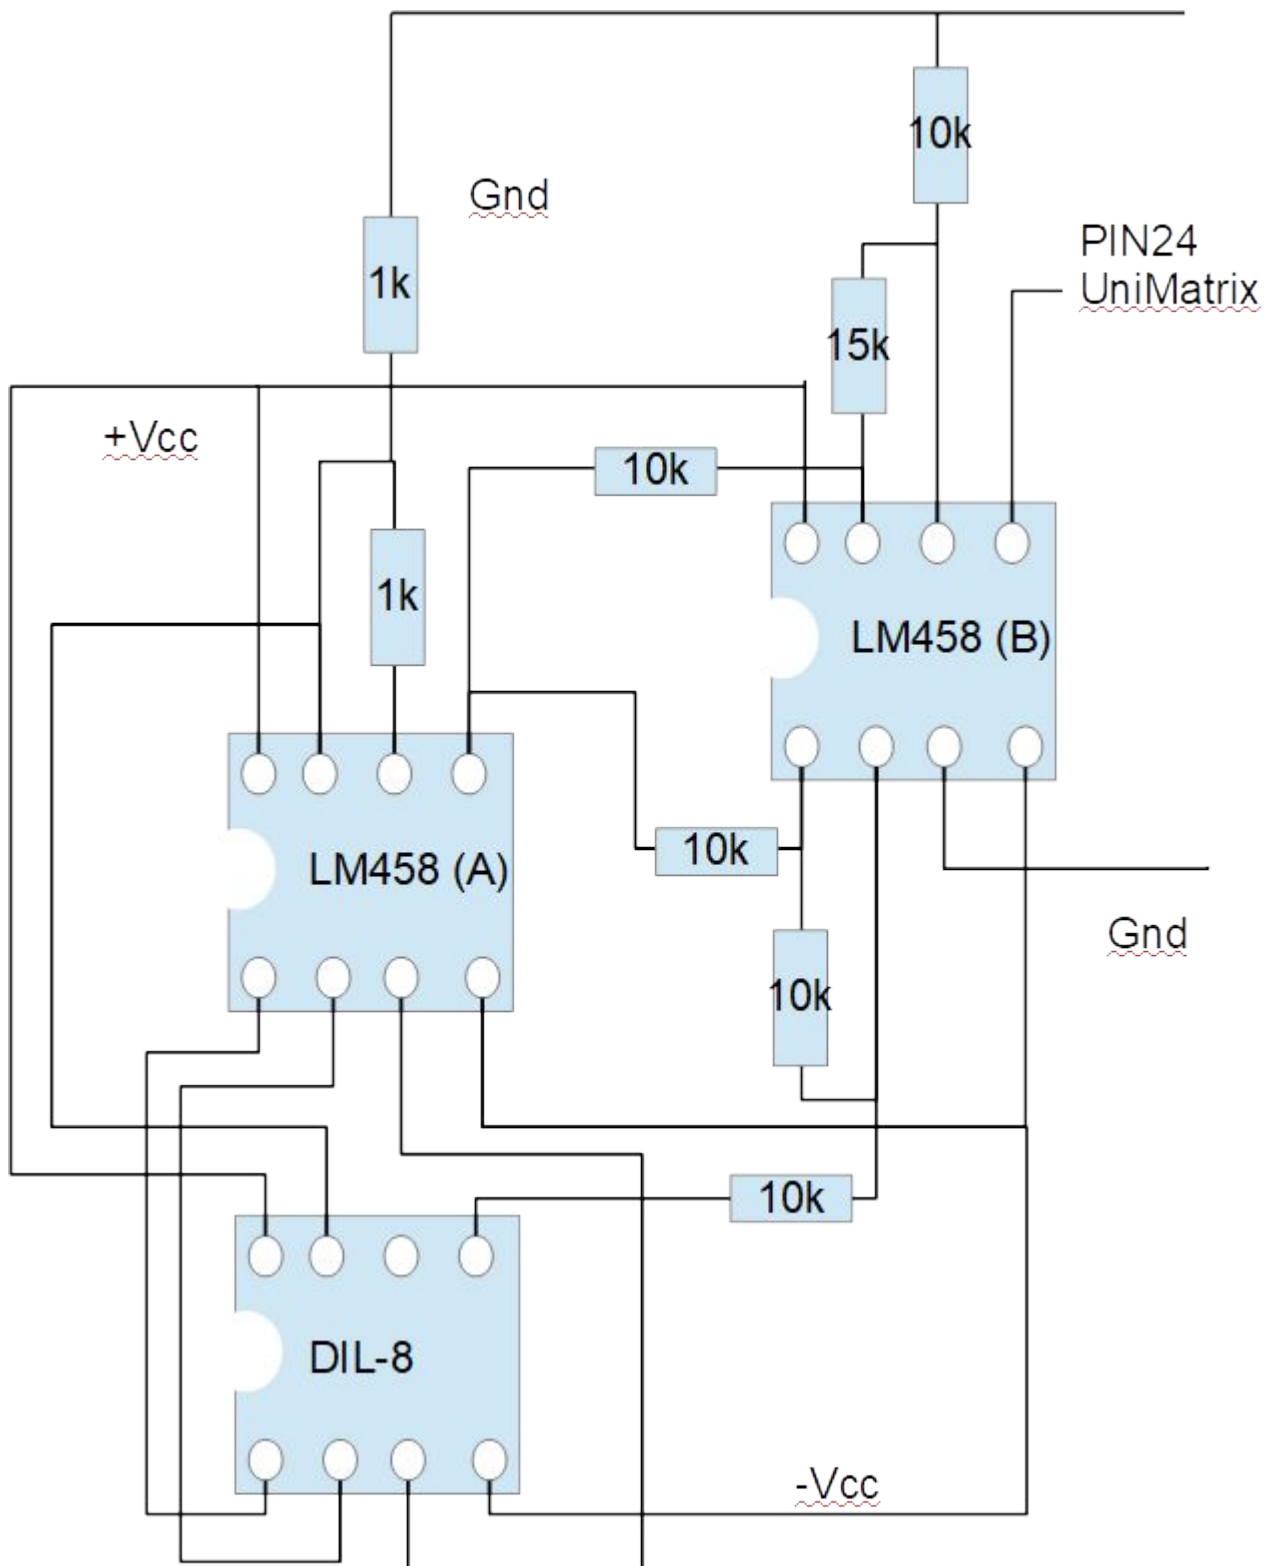 10k
Gnd
PIN24
UniMatrix
1k
15k
+Vcc
10k
1k
LM458 (B)
10k
LM458 (A)
Gnd
10k
10k
DIL-8
-Vcc